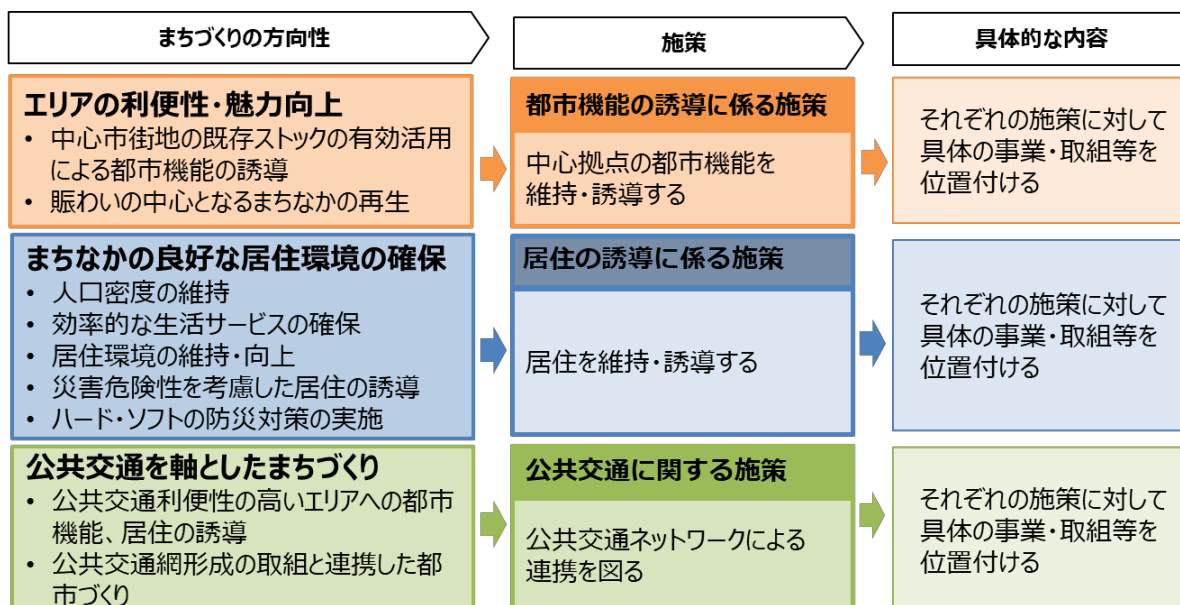 まちづくりの方向性
施策
具体的な内容
エリアの利便性・魅力向上
• 中心市街地の既存ストックの有効活用
による都市機能の誘導
• 賑わいの中心となるまちなかの再生
都市機能の誘導に係る施策
中心拠点の都市機能を
維持・誘導する
それぞれの施策に対して
具体の事業・取組等を
位置付ける
まちなかの良好な居住環境の確保
• 人口密度の維持
• 効率的な生活サービスの確保
• 居住環境の維持・向上
• 災害危険性を考慮した居住の誘導
• ハード・ソフトの防災対策の実施
居住の誘導に係る施策
居住を維持・誘導する
それぞれの施策に対して
具体の事業・取組等を
位置付ける
公共交通を軸としたまちづくり
• 公共交通利便性の高いエリアへの都市
機能、居住の誘導
• 公共交通網形成の取組と連携した都
市づくり
公共交通に関する施策
公共交通ネットワークによる
連携を図る
それぞれの施策に対して
具体の事業・取組等を
位置付ける